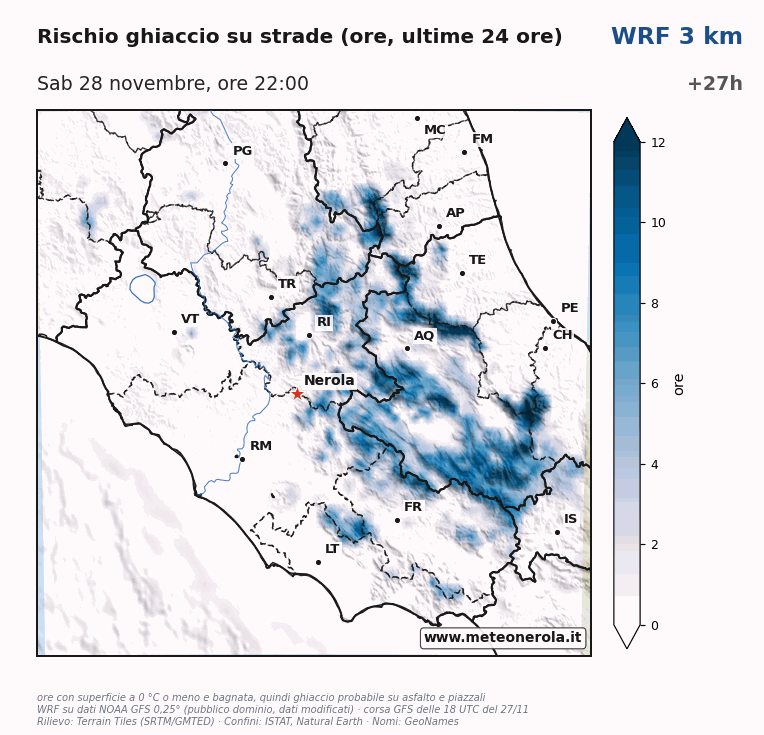 Rischio ghiaccio su strade (ore, ultime 24 ore)
WRF 3 km
Sab 28 novembre, ore 22:00
+27h
MC
FM
PG
AP
TE
TR
PE
VT
RI
AQ
CH
Nerola
RM
FR
IS
LT
www.meteonerola.it
12
10
8
6
4
2
0
ore
ore con superficie a 0 °C o meno e bagnata, quindi ghiaccio probabile su asfalto e piazzali
WRF su dati NOAA GFS 0,25° (pubblico dominio, dati modificati) · corsa GFS delle 18 UTC del 27/11
Rilievo: Terrain Tiles (SRTM/GMTED) · Confini: ISTAT, Natural Earth · Nomi: GeoNames